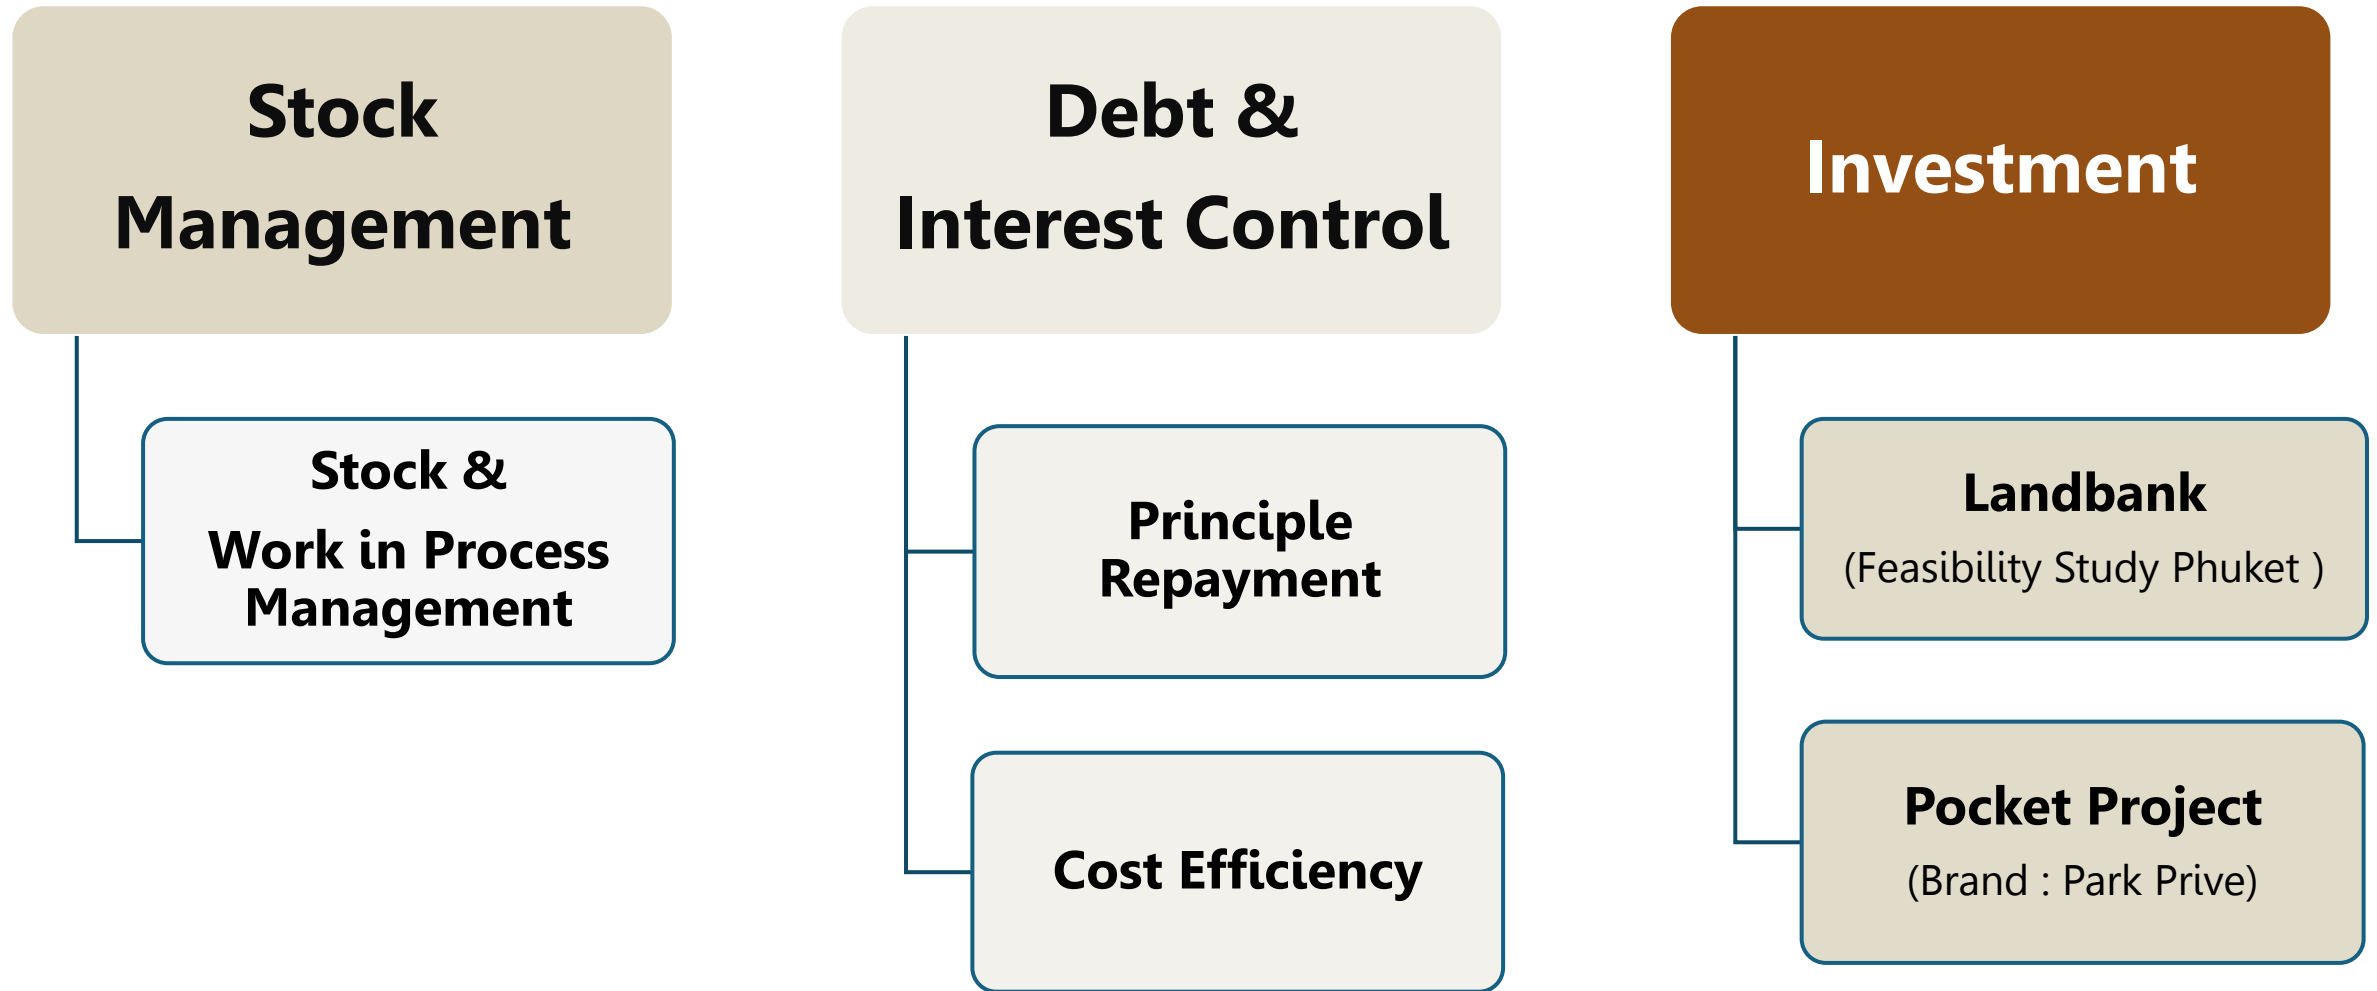 Stock
Management
Stock &
Work in Process
Management
Debt &
Interest Control
Principle
Repayment
Cost Efficiency
Investment
Landbank
(Feasibility Study Phuket )
Pocket Project
(Brand : Park Prive)